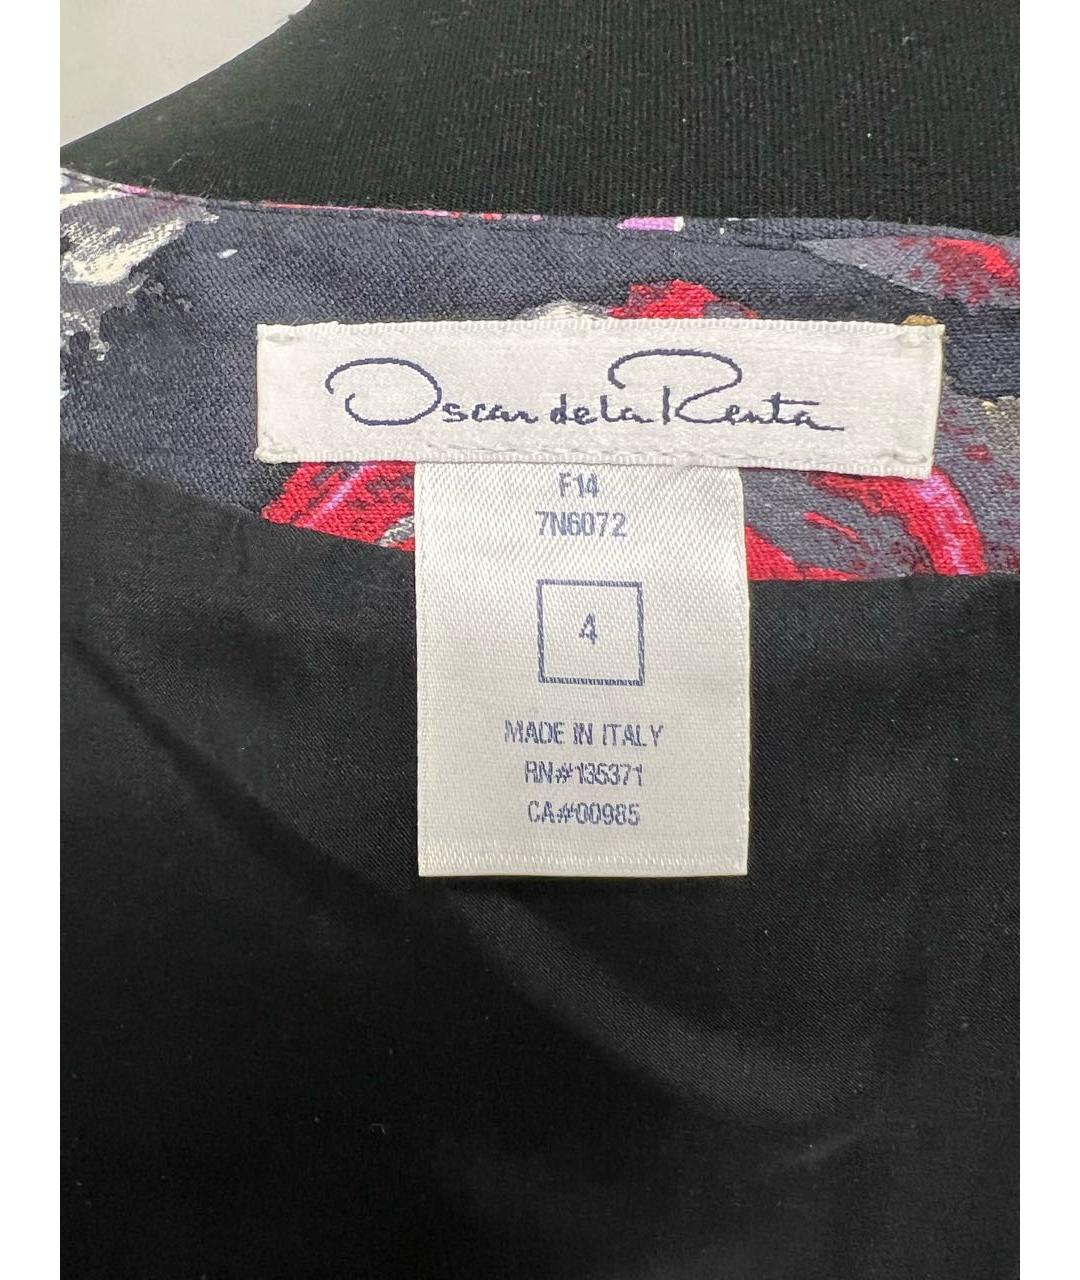 Oscar de la Renta
F14
7N6072
4
MADE IN ITALY
RN#135371
CA#00985